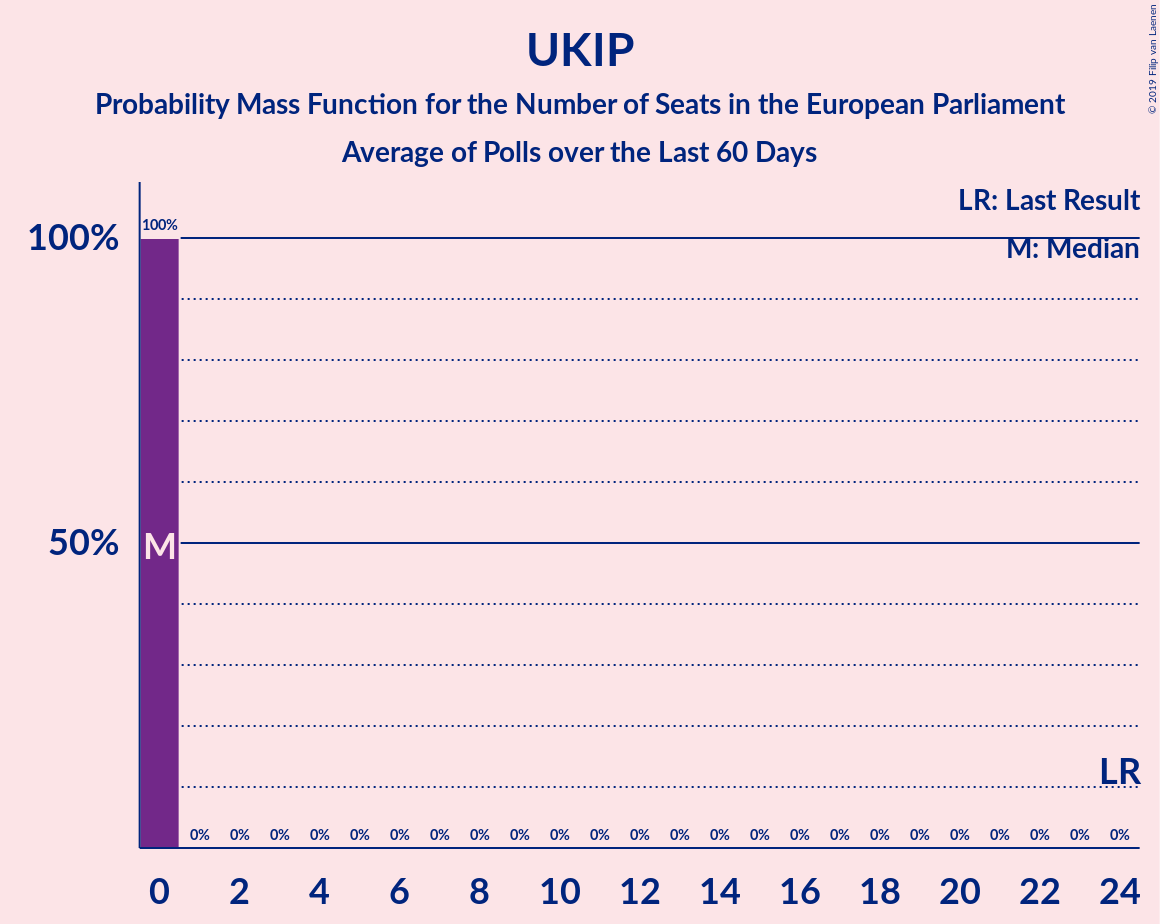 UKIP
Probability Mass Function for the Number of Seats in the European Parliament
Average of Polls over the Last 60 Days
© 2019 Filip van Laenen
LR: Last Result
M: Median
100%
100%
50%
M
LR
0% 0% 0% 0% 0% 0% 0% 0% 0% 0% 0% 0% 0% 0% 0% 0% 0% 0% 0% 0% 0% 0% 0% 0%
0 2 4 6 8 10 12 14 16 18 20 22 24